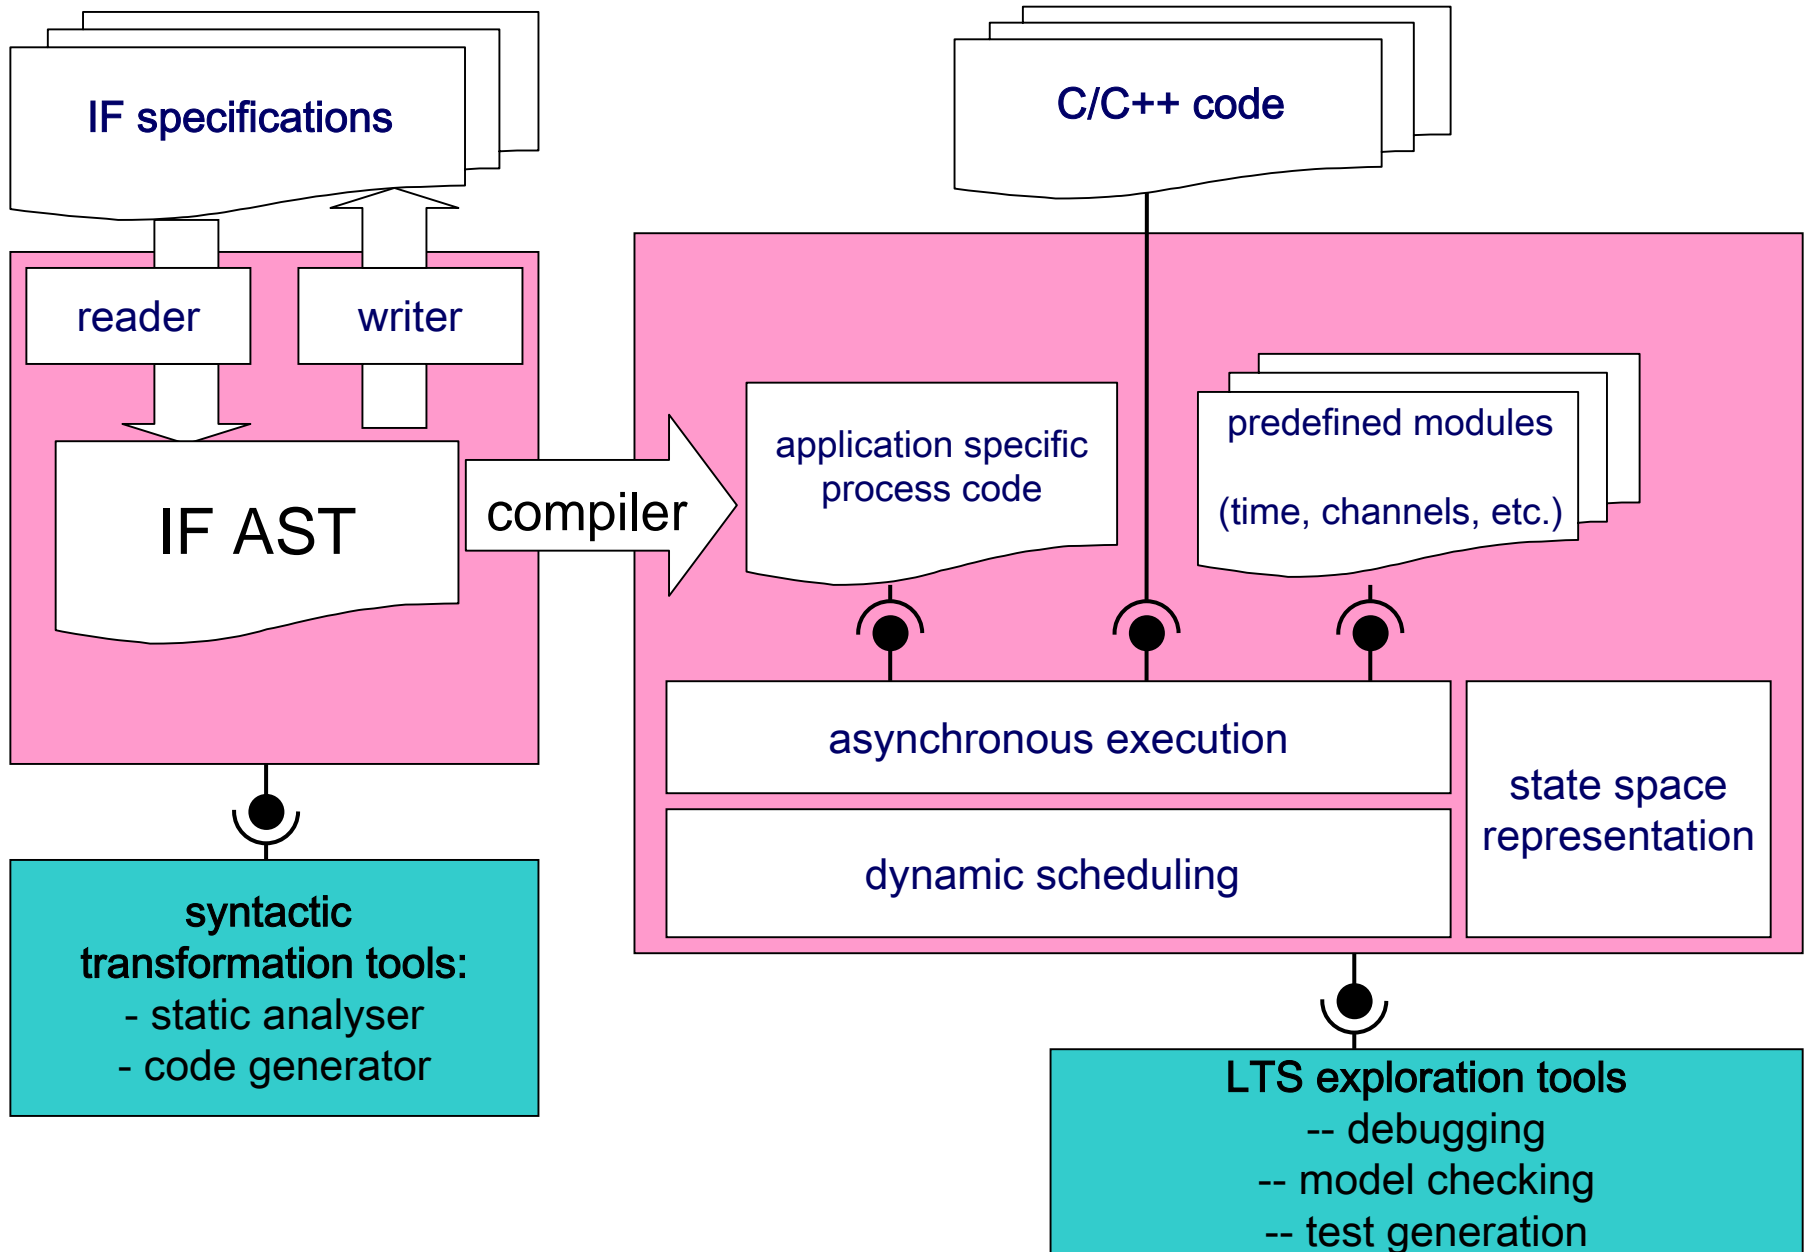 IF specifications
C/C++ code
reader
writer
IF AST
compiler
application specific
process code
predefined modules
(time, channels, etc.)
asynchronous execution
dynamic scheduling
state space
representation
syntactic
transformation tools:
- static analyser
- code generator
LTS exploration tools
-- debugging
-- model checking
-- test generation